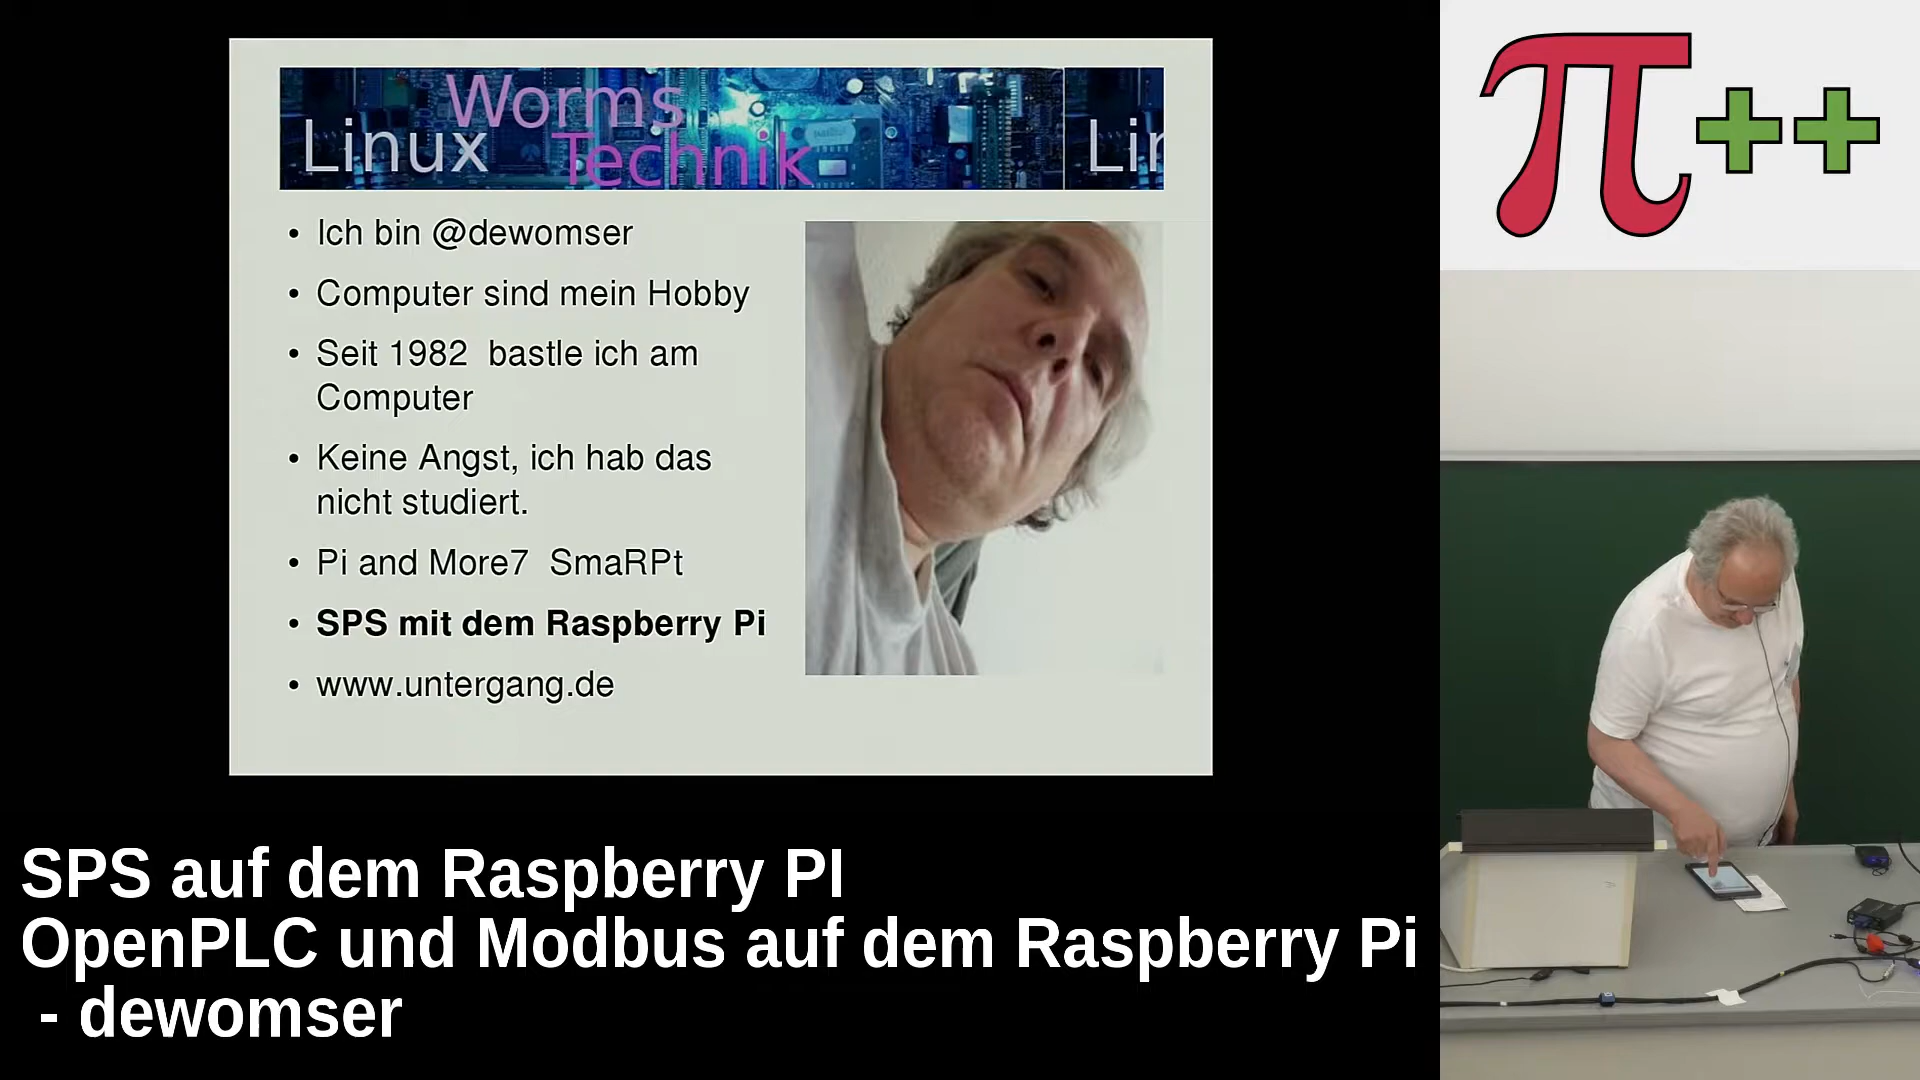 Worms
Linux
Technik
Lin
• Ich bin @dewomser
• Computer sind mein Hobby
• Seit 1982 bastle ich am
Computer
• Keine Angst, ich hab das
nicht studiert.
• Pi and More7 SmaRPt
• SPS mit dem Raspberry Pi
• www.untergang.de
π++
SPS auf dem Raspberry PI
OpenPLC und Modbus auf dem Raspberry Pi
- dewomser